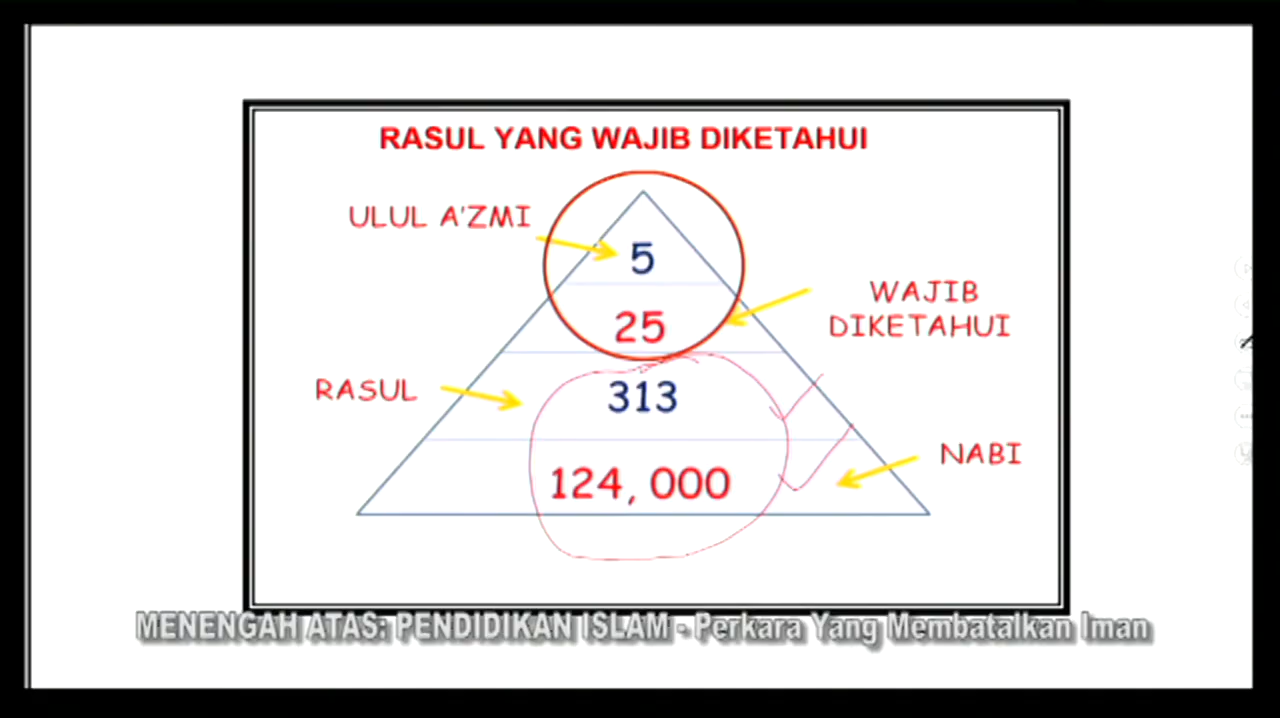 RASUL YANG WAJIB DIKETAHUI
ULUL A'ZMI
5
25
WAJIB
DIKETAHUI
RASUL
313
NABI
124, 000
MENENGAH ATAS: PENDIDIKAN ISLAM - Perkara Yang Membatalkan Iman